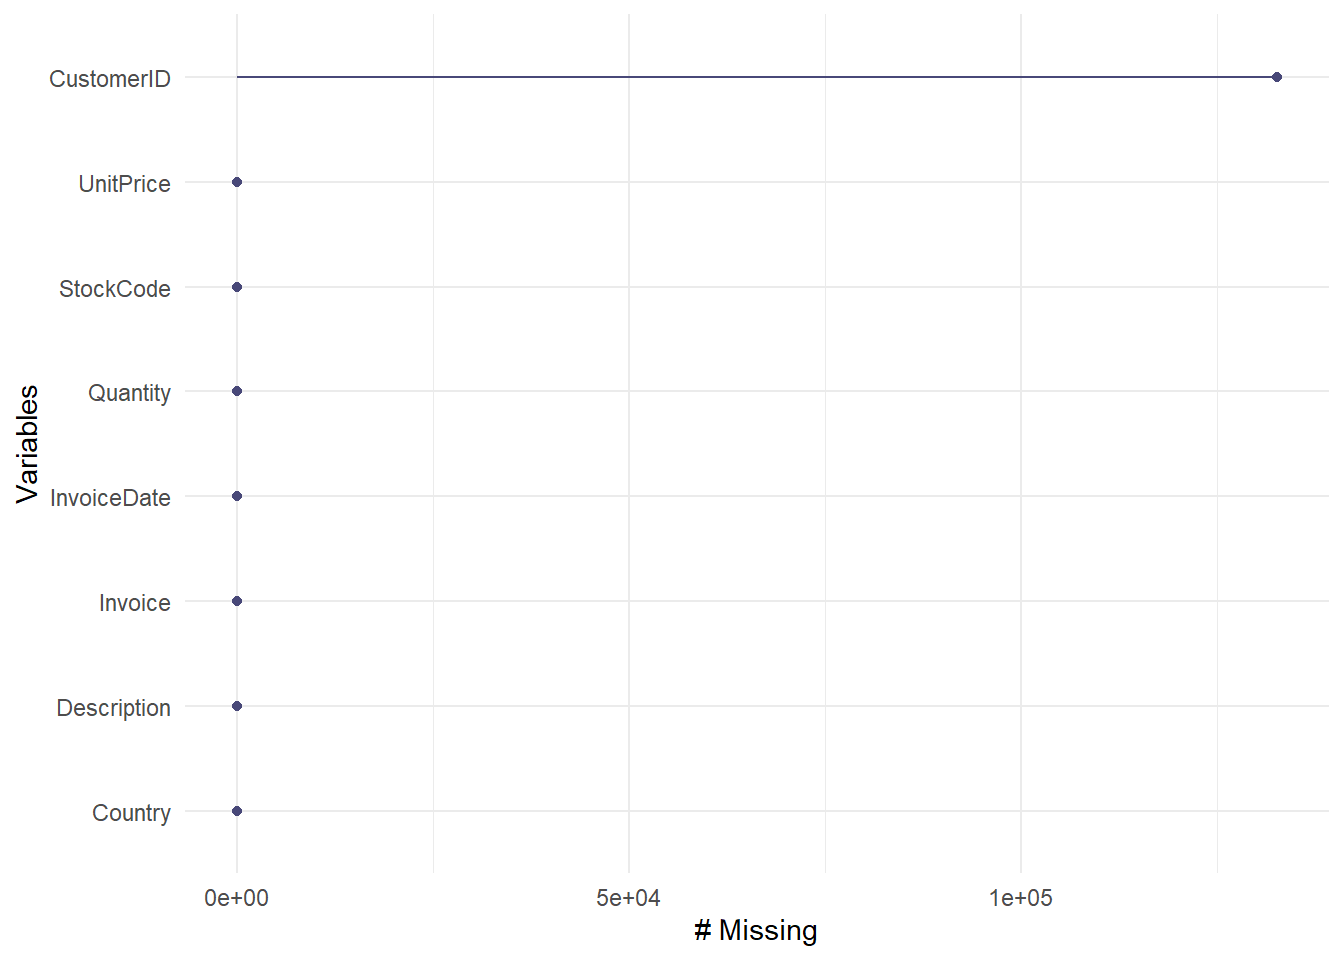 CustomerID
UnitPrice
StockCode
Quantity
InvoiceDate
Invoice
Description
Country
Variables
0e+00 5e+04 1e+05
# Missing